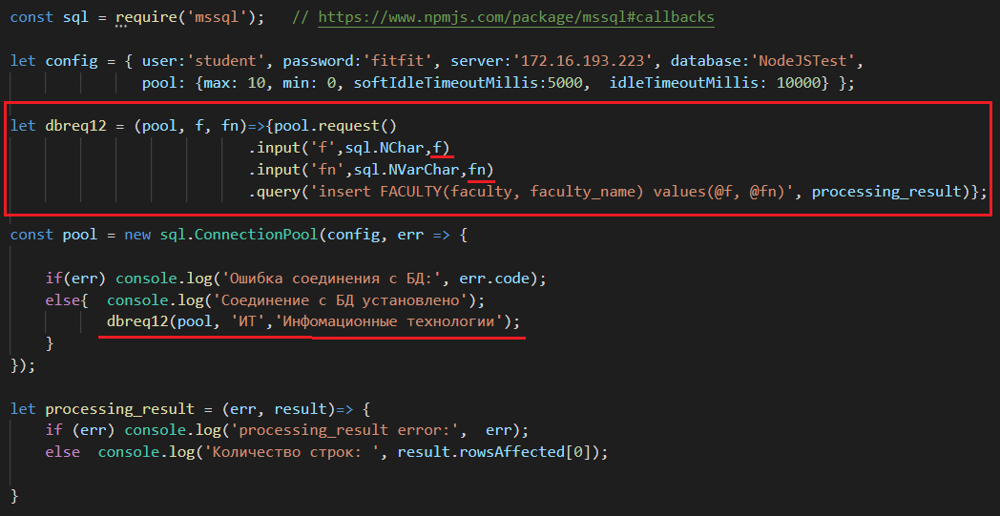 const sql = require('mssql');   // https://www.npmjs.com/package/mssql#callbacks
let config = { user:'student', password:'fitfit', server:'172.16.193.223', database:'NodeJSTest',
pool: {max: 10, min: 0, softIdleTimeoutMillis:5000,  idleTimeoutMillis: 10000} };
let dbreq12 = (pool, f, fn)=>{pool.request()
.input('f',sql.NChar,f)
.input('fn',sql.NVarChar,fn)
.query('insert FACULTY(faculty, faculty_name) values(@f, @fn)', processing_result)};
const pool = new sql.ConnectionPool(config, err => {
if(err) console.log('Ошибка соединения с БД:', err.code);
else{  console.log('Соединение с БД установлено');
dbreq12(pool, 'ИТ','Инфомационные технологии');
}
});
let processing_result = (err, result)=> {
if (err) console.log('processing_result error:',  err);
else  console.log('Количество строк: ', result.rowsAffected[0]);
}